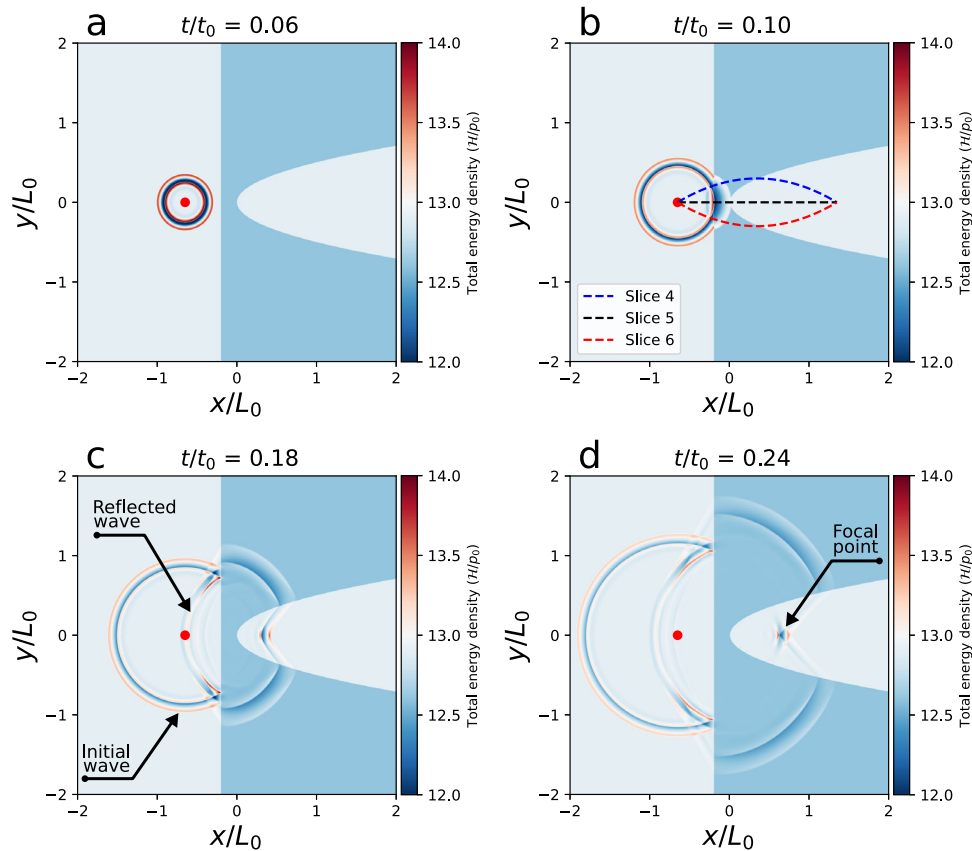 a
t/t₀ = 0.06
2
1
0
−1
−2
−2
−1
0
1
2
y/L₀
x/L₀
14.0
13.5
13.0
12.5
12.0
Total energy density (ℋ/p₀)
b
t/t₀ = 0.10
2
1
0
−1
−2
−2
−1
0
1
2
y/L₀
x/L₀
Slice 4
Slice 5
Slice 6
14.0
13.5
13.0
12.5
12.0
Total energy density (ℋ/p₀)
c
t/t₀ = 0.18
2
1
0
−1
−2
−2
−1
0
1
2
y/L₀
x/L₀
Reflected
wave
Initial
wave
14.0
13.5
13.0
12.5
12.0
Total energy density (ℋ/p₀)
d
t/t₀ = 0.24
2
1
0
−1
−2
−2
−1
0
1
2
y/L₀
x/L₀
Focal
point
14.0
13.5
13.0
12.5
12.0
Total energy density (ℋ/p₀)